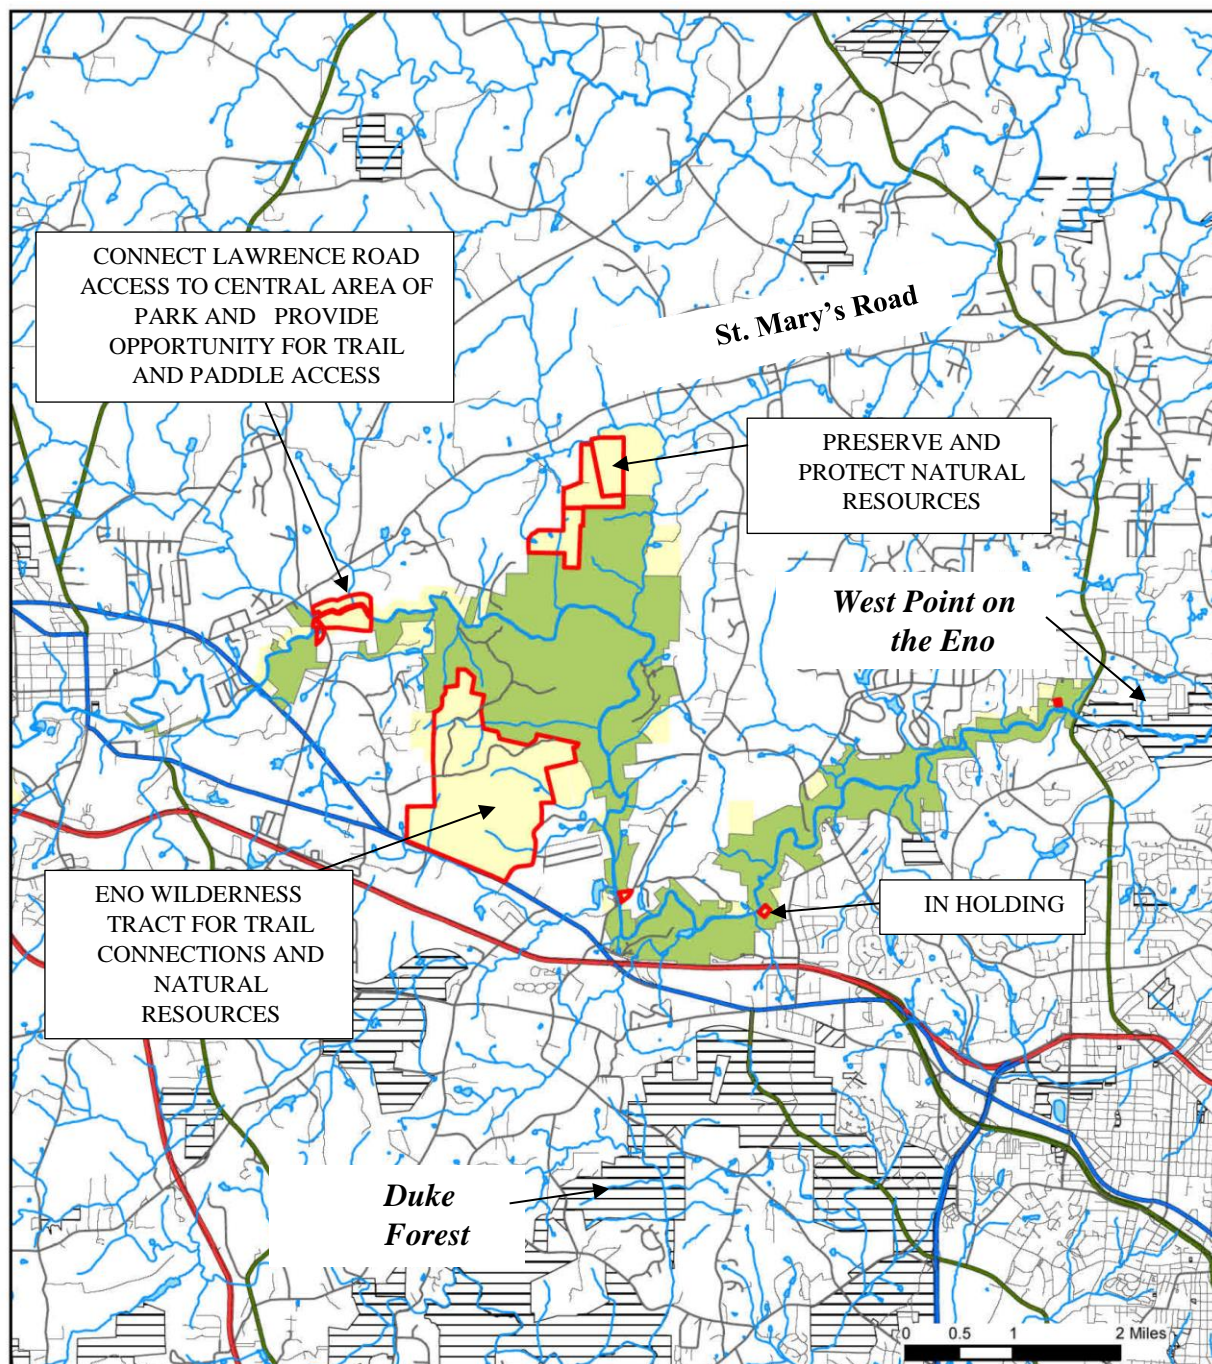 CONNECT LAWRENCE ROAD
ACCESS TO CENTRAL AREA OF
PARK AND PROVIDE
OPPORTUNITY FOR TRAIL
AND PADDLE ACCESS
St. Mary's Road
PRESERVE AND
PROTECT NATURAL
RESOURCES
West Point on
the Eno
ENO WILDERNESS
TRACT FOR TRAIL
CONNECTIONS AND
NATURAL
RESOURCES
IN HOLDING
Duke
Forest
0 0.5 1 2 Miles